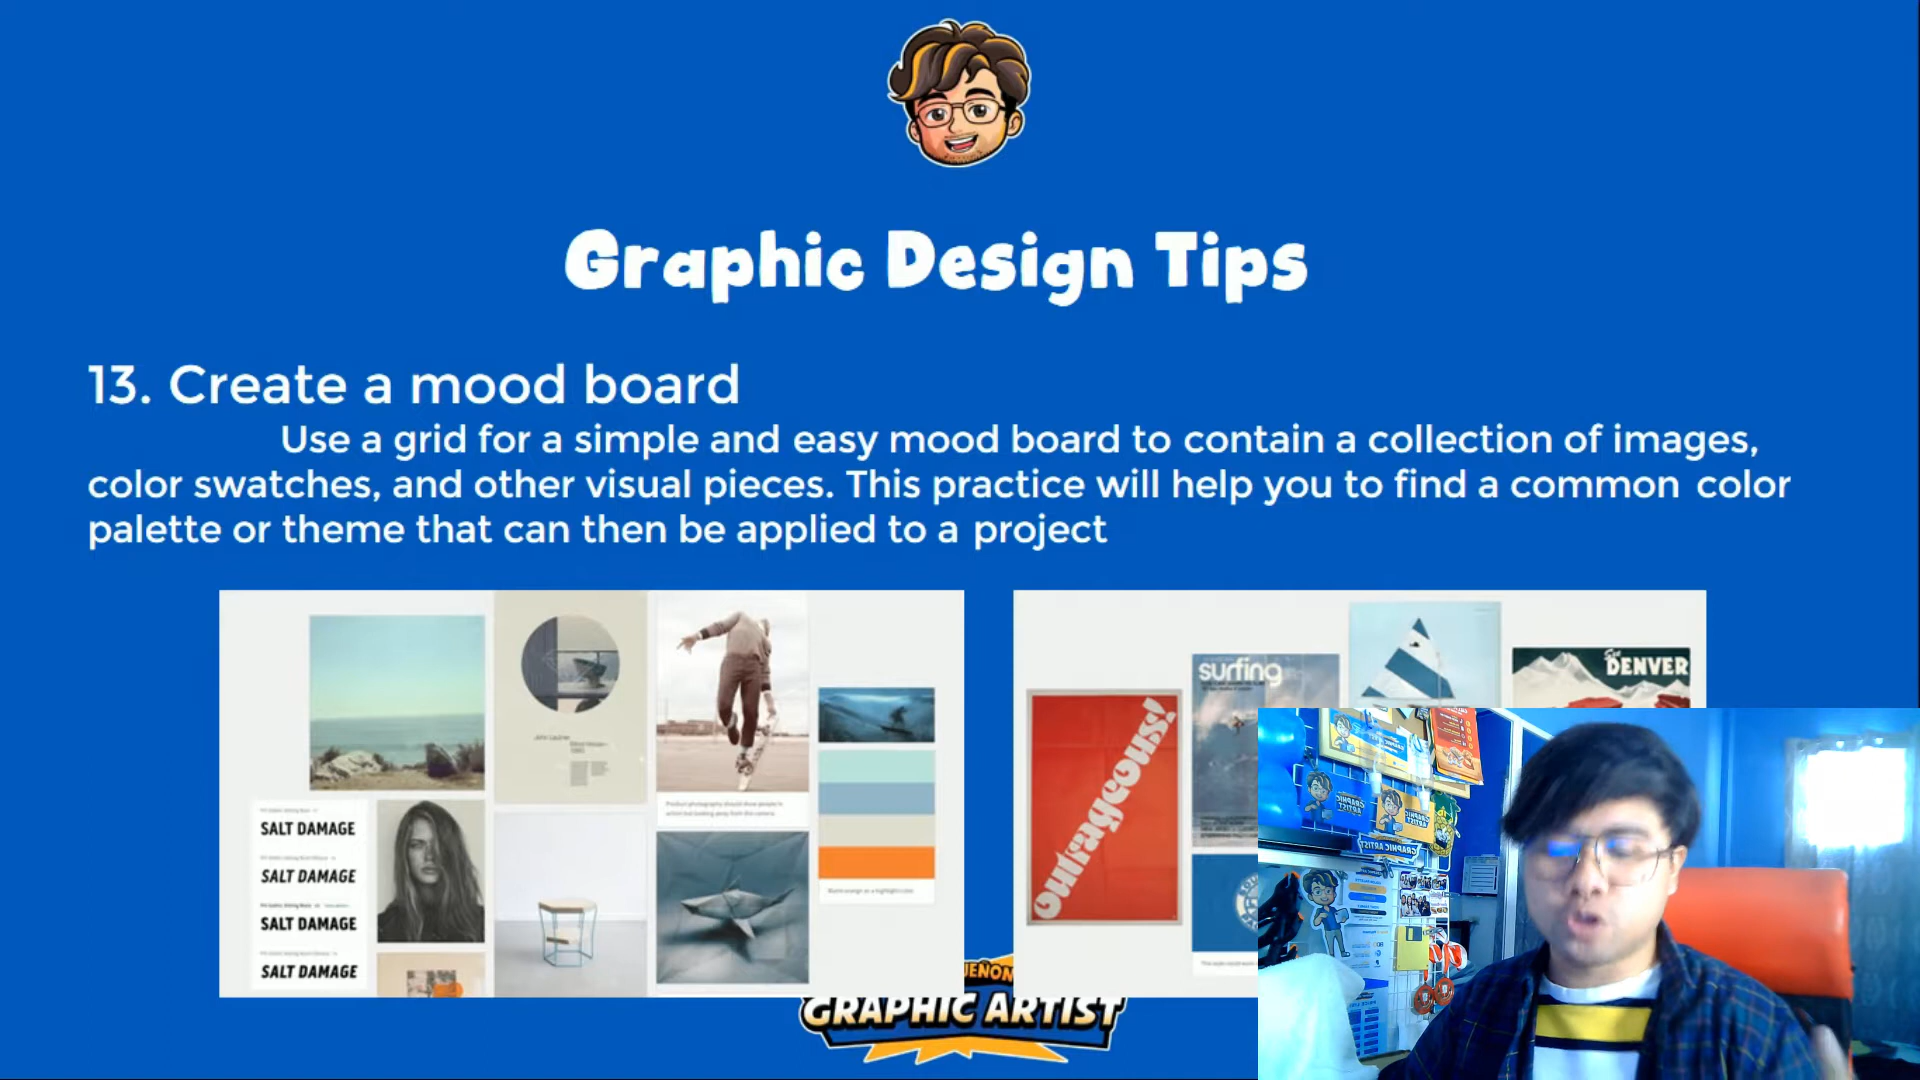 Graphic Design Tips
13. Create a mood board
Use a grid for a simple and easy mood board to contain a collection of images,
color swatches, and other visual pieces. This practice will help you to find a common color
palette or theme that can then be applied to a project
SALT DAMAGE
SALT DAMAGE
SALT DAMAGE
SALT DAMAGE
Outrageous!
surfing
See
DENVER
GRAPHIC ARTIST